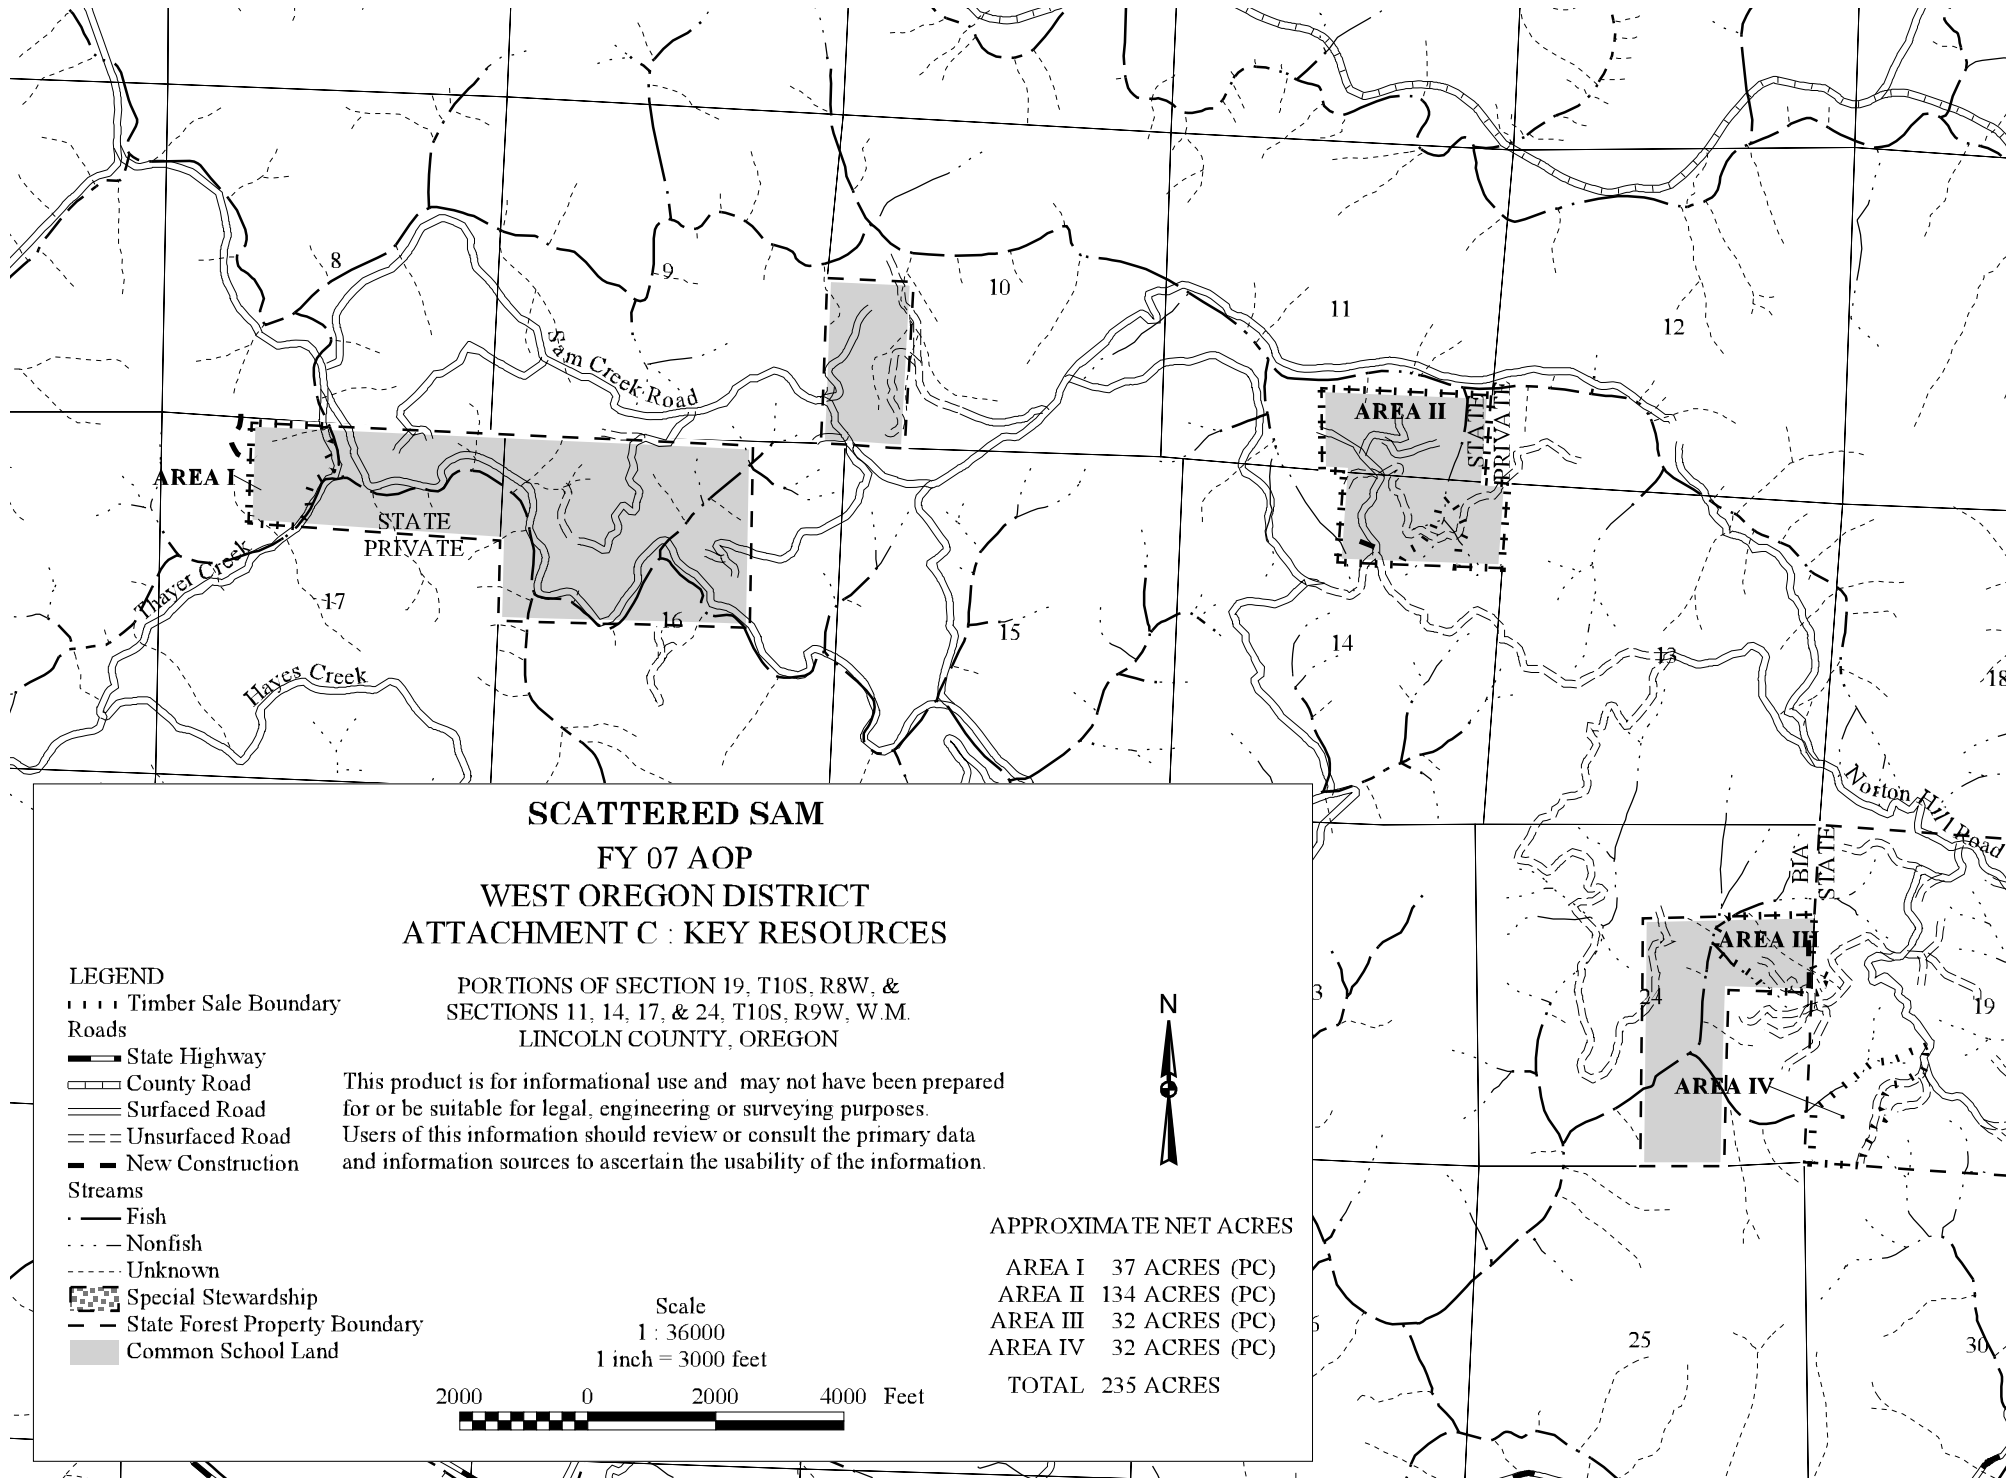 8
9
10
11
12
Sam Creek Road
AREA I
AREA II
STATE
PRIVATE
STATE
PRIVATE
Thayer Creek
17
16
15
14
13
18
Hayes Creek
Norton Hill Road
BIA
STATE
AREA III
24
19
AREA IV
25
30
SCATTERED SAM
FY 07 AOP
WEST OREGON DISTRICT
ATTACHMENT C : KEY RESOURCES
PORTIONS OF SECTION 19, T10S, R8W, &
SECTIONS 11, 14, 17, & 24, T10S, R9W, W.M.
LINCOLN COUNTY, OREGON
This product is for informational use and may not have been prepared
for or be suitable for legal, engineering or surveying purposes.
Users of this information should review or consult the primary data
and information sources to ascertain the usability of the information.
LEGEND
Timber Sale Boundary
Roads
State Highway
County Road
Surfaced Road
Unsurfaced Road
New Construction
Streams
Fish
Nonfish
Unknown
Special Stewardship
State Forest Property Boundary
Common School Land
N
Scale
1 : 36000
1 inch = 3000 feet
2000 0 2000 4000 Feet
APPROXIMATE NET ACRES
AREA I 37 ACRES (PC)
AREA II 134 ACRES (PC)
AREA III 32 ACRES (PC)
AREA IV 32 ACRES (PC)
TOTAL 235 ACRES